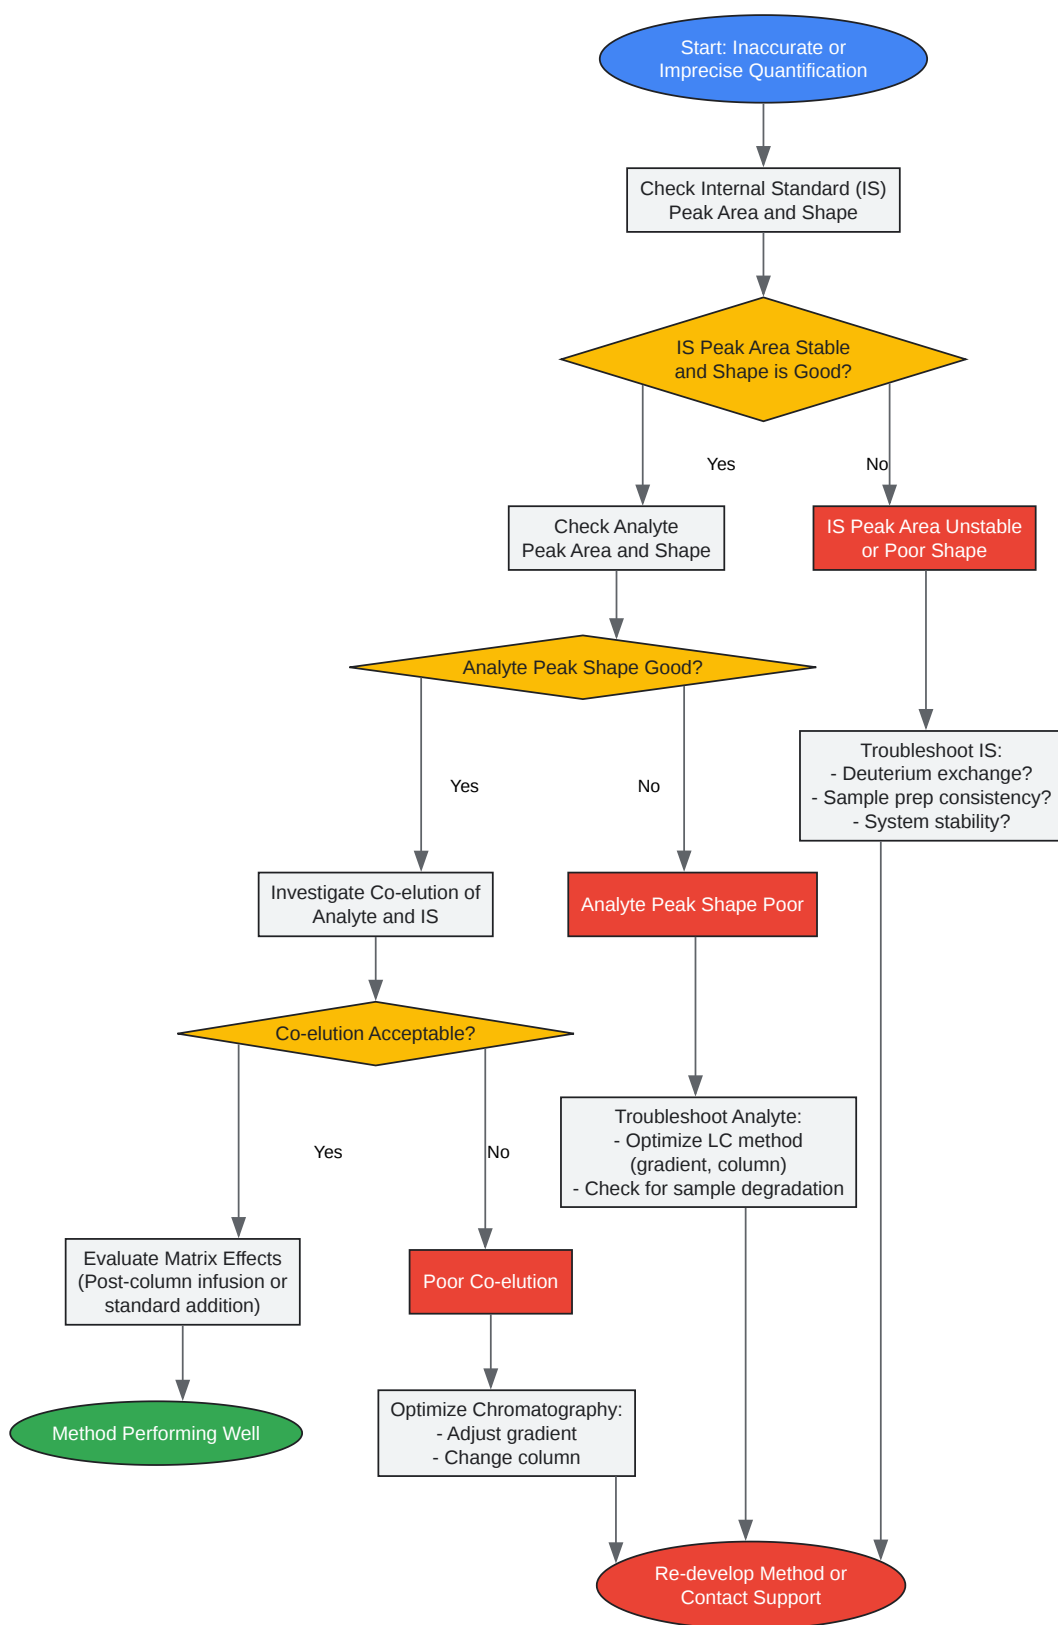 Start: Inaccurate or
Imprecise Quantification
Check Internal Standard (IS)
Peak Area and Shape
IS Peak Area Stable
and Shape is Good?
Yes
No
Check Analyte
Peak Area and Shape
IS Peak Area Unstable
or Poor Shape
Analyte Peak Shape Good?
Troubleshoot IS:
- Deuterium exchange?
- Sample prep consistency?
- System stability?
Yes
No
Investigate Co-elution of
Analyte and IS
Analyte Peak Shape Poor
Co-elution Acceptable?
Troubleshoot Analyte:
- Optimize LC method
(gradient, column)
- Check for sample degradation
Yes
No
Evaluate Matrix Effects
(Post-column infusion or
standard addition)
Poor Co-elution
Method Performing Well
Optimize Chromatography:
- Adjust gradient
- Change column
Re-develop Method or
Contact Support